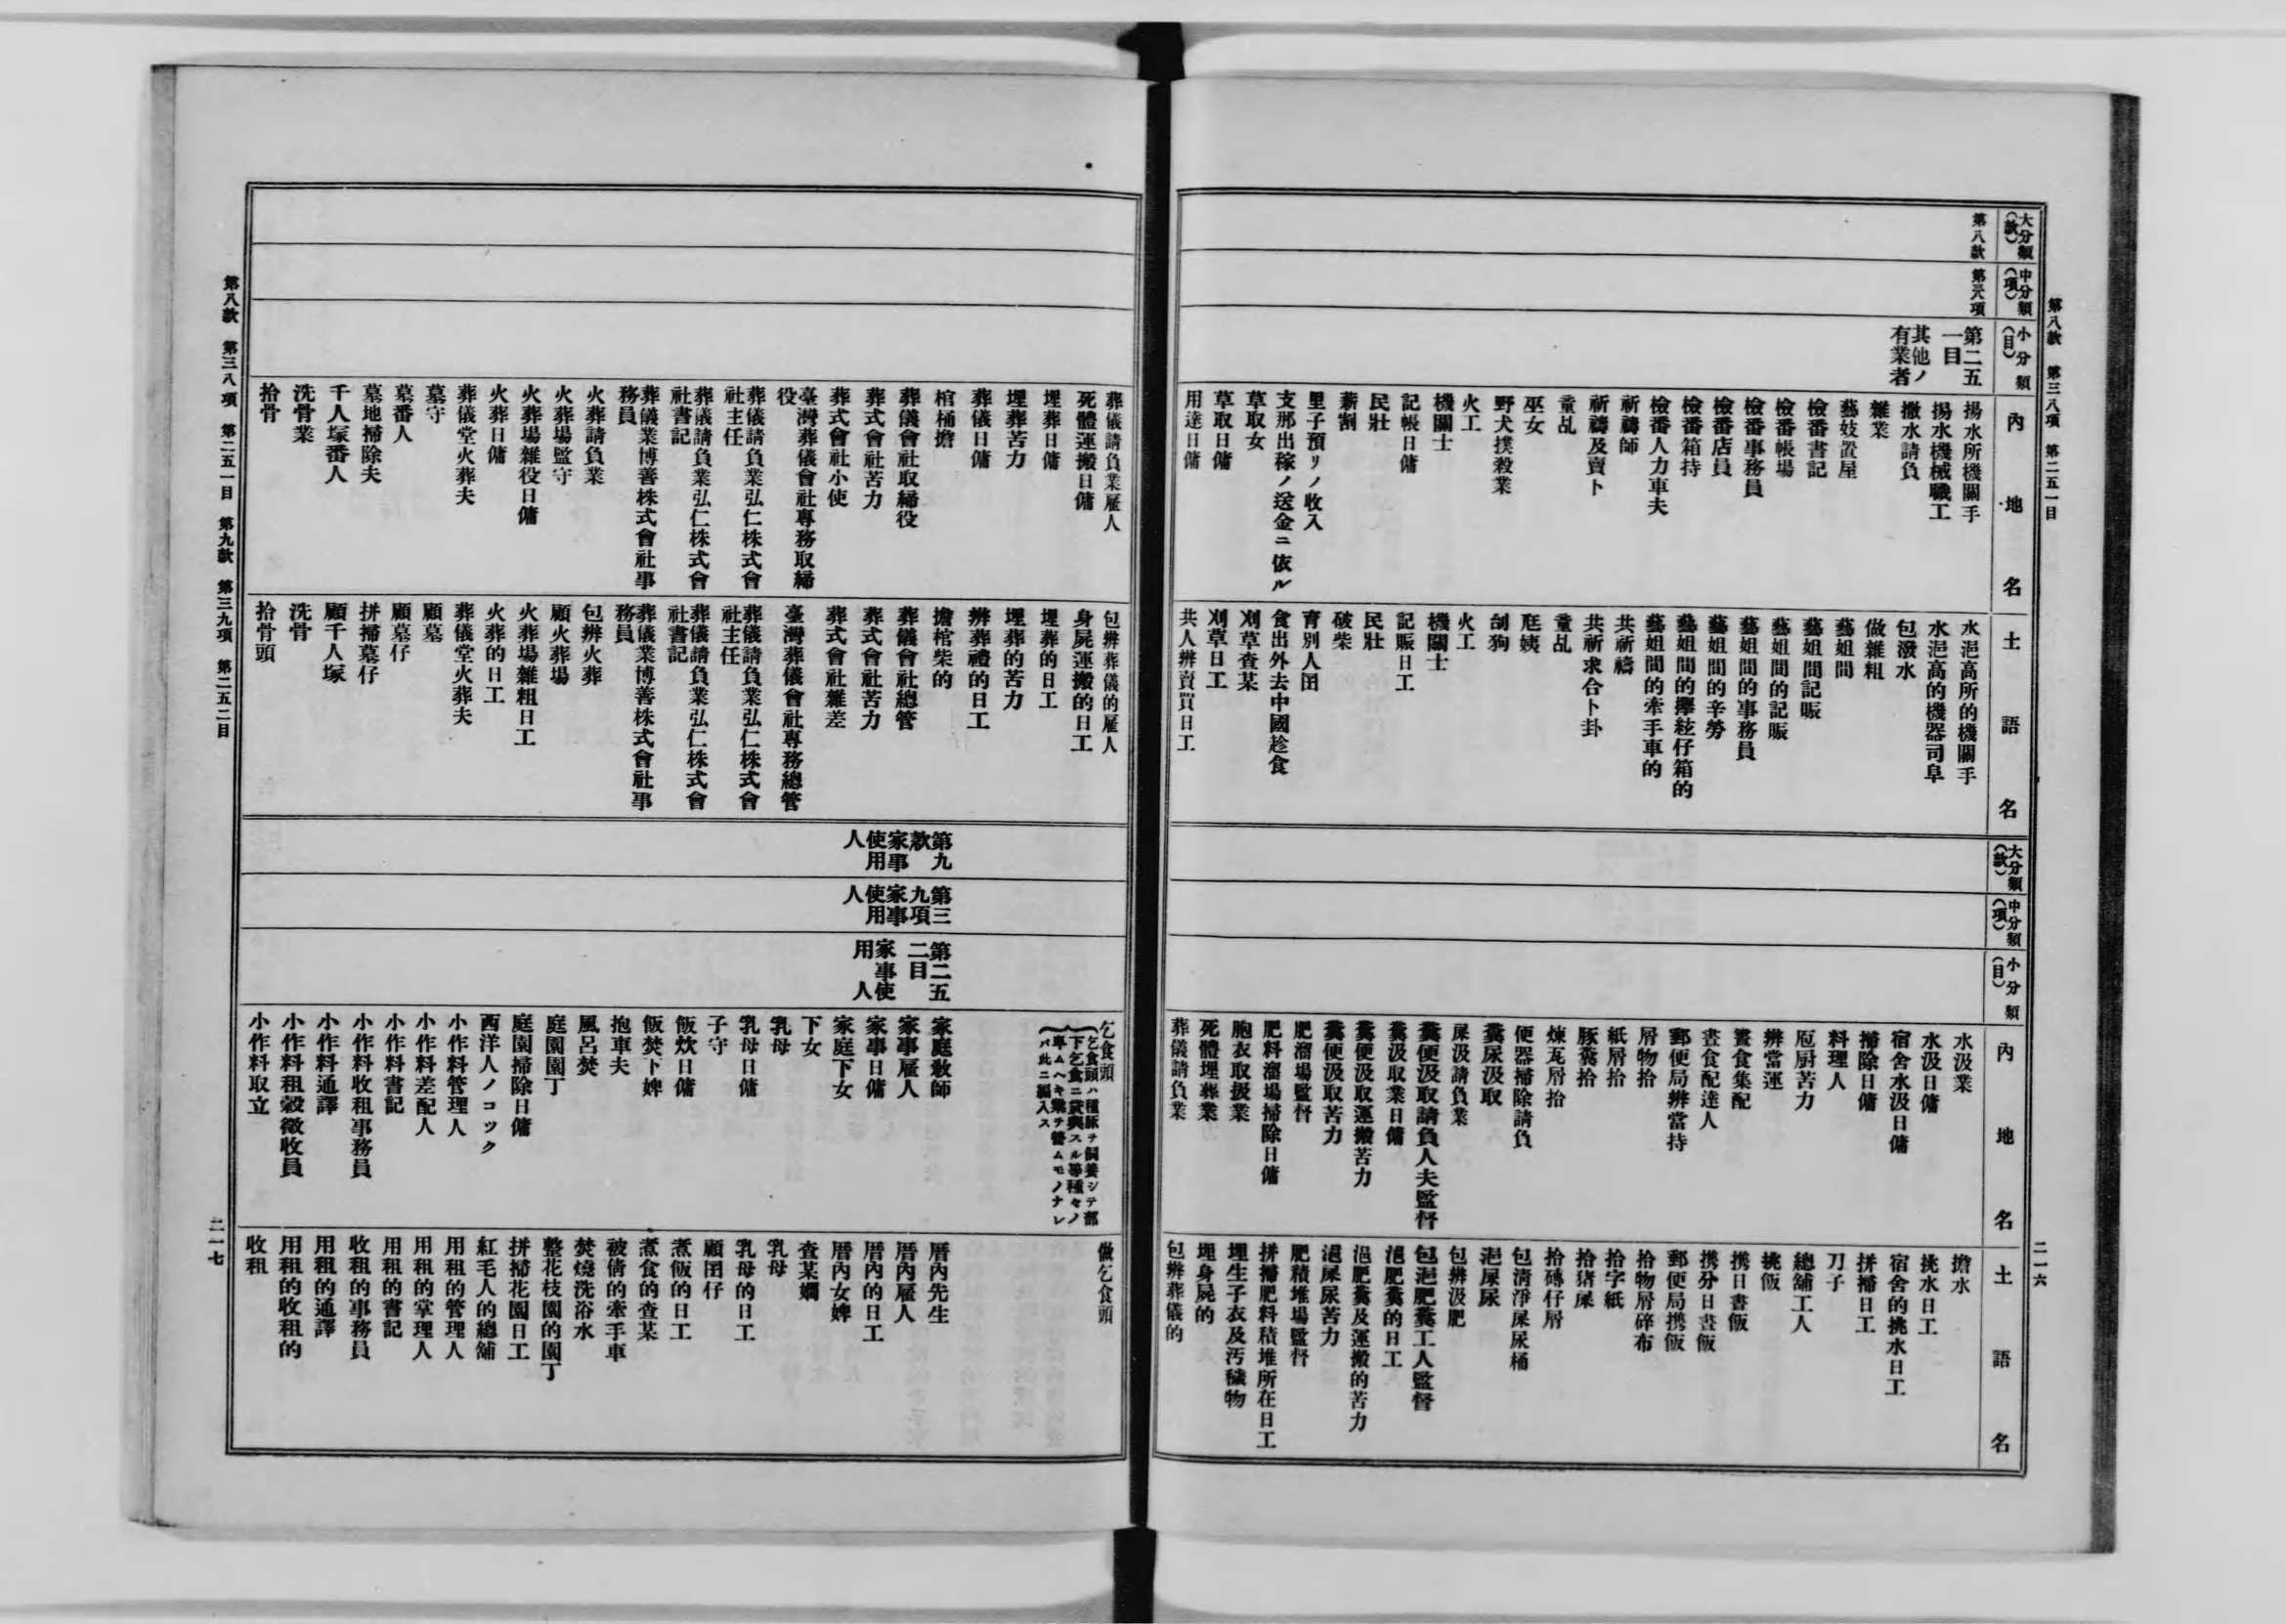 第八款　第三八項　第二五一目
二一六
大分類（款）
中分類（項）
小分類（目）
內地名
土語名
第八款
第三八項
第二五一目
其他ノ有業者
揚水所機關手
揚水機械職工
撒水請負
雜業
藝妓置屋
檢番書記
檢番帳場
檢番事務員
檢番店員
檢番箱持
檢番人力車夫
祈禱師
祈禱及賣卜
童乩
巫女
野犬撲殺業
火工
機關士
記帳日傭
民壯
薪割
里子預リノ收入
支那出稼ノ送金ニ依ル
草取女
草取日傭
用達日傭
水浥高所的機關手
水浥高的機器司阜
包潑水
做雜粗
藝姐間
藝姐間記賬
藝姐間的記賬
藝姐間的事務員
藝姐間的辛勞
藝姐間的攑絃仔箱的
藝姐間的牽手車的
共祈禱
共祈求合卜卦
童乩
尪姨
刣狗
火工
機關士
記賬日工
民壯
破柴
育別人囝
食出外去中國趁食
刈草查某
刈草日工
共人辨賣買日工
大分類（款）
中分類（項）
小分類（目）
內地名
土語名
水汲業
水汲日傭
宿舍水汲日傭
掃除日傭
料理人
庖厨苦力
辨當運
晝食集配
晝食配達人
郵便局辨當持
屑物拾
紙屑拾
豚糞拾
煉瓦屑拾
便器掃除請負
糞尿汲取
屎汲請負業
糞便汲取請負人夫監督
糞汲取業日傭
糞便汲取運搬苦力
糞便汲取苦力
肥溜場監督
肥料溜場掃除日傭
胞衣取扱業
死體埋葬業
葬儀請負業
擔水
挑水日工
宿舍的挑水日工
拼掃日工
刀子
總舖工人
挑飯
携日晝飯
携分日晝飯
郵便局携飯
拾物屑碎布
拾字紙
拾猪屎
拾磚仔屑
包淸淨屎尿桶
浥屎尿
包辨汲肥
包浥肥糞工人監督
浥肥糞的日工
浥肥糞及運搬的苦力
浥屎尿苦力
肥積堆場監督
拼掃肥料積堆所在日工
埋生子衣及汚穢物
埋身屍的
包辨葬儀的
葬儀請負業雇人
死體運搬日傭
埋葬日傭
埋葬苦力
葬儀日傭
棺桶擔
葬儀會社取締役
葬式會社苦力
葬式會社小使
臺灣葬儀會社專務取締役
葬儀請負業弘仁株式會社主任
葬儀請負業弘仁株式會社書記
葬儀業博善株式會社事務員
火葬請負業
火葬場監守
火葬場雜役日傭
火葬日傭
葬儀堂火葬夫
墓守
墓番人
墓地掃除夫
千人塚番人
洗骨業
拾骨
包辨葬儀的雇人
身屍運搬的日工
埋葬的日工
埋葬的苦力
辨葬禮的日工
擔棺柴的
葬儀會社總管
葬式會社苦力
葬式會社雜差
臺灣葬儀會社專務總管
葬儀請負業弘仁株式會社主任
葬儀請負業弘仁株式會社書記
葬儀業博善株式會社事務員
包辨火葬
顧火葬場
火葬場雜粗日工
火葬的日工
葬儀堂火葬夫
顧墓
顧墓仔
拼掃墓仔
顧千人塚
洗骨
拾骨頭
第九款　家事使用人
第三九項　家事使用人
第二五二目　家事使用人
乞食頭
乞食頭ハ種豚ヲ飼養シテ部
下乞食ニ貸與スル等種々ノ
專ムヘキ業ヲ營ムモノナレ
バ此ニ編入ス
家庭敎師
家事雇人
家事日傭
家庭下女
下女
乳母
乳母日傭
子守
飯炊日傭
飯焚下婢
抱車夫
風呂焚
庭園園丁
庭園掃除日傭
西洋人ノコツク
小作料管理人
小作料差配人
小作料書記
小作料收租事務員
小作料通譯
小作料租穀徵收員
小作料取立
做乞食頭
厝內先生
厝內雇人
厝內的日工
厝內女婢
查某嫺
乳母
乳母的日工
顧囝仔
煮飯的日工
煮食的查某
被倩的牽手車
焚燒洗浴水
整花枝園的園丁
拼掃花園日工
紅毛人的總舖
用租的管理人
用租的掌理人
用租的書記
收租的事務員
用租的通譯
用租的收租的
收租
第八款　第三八項　第二五一目　第九款　第三九項　第二五二目
二一七